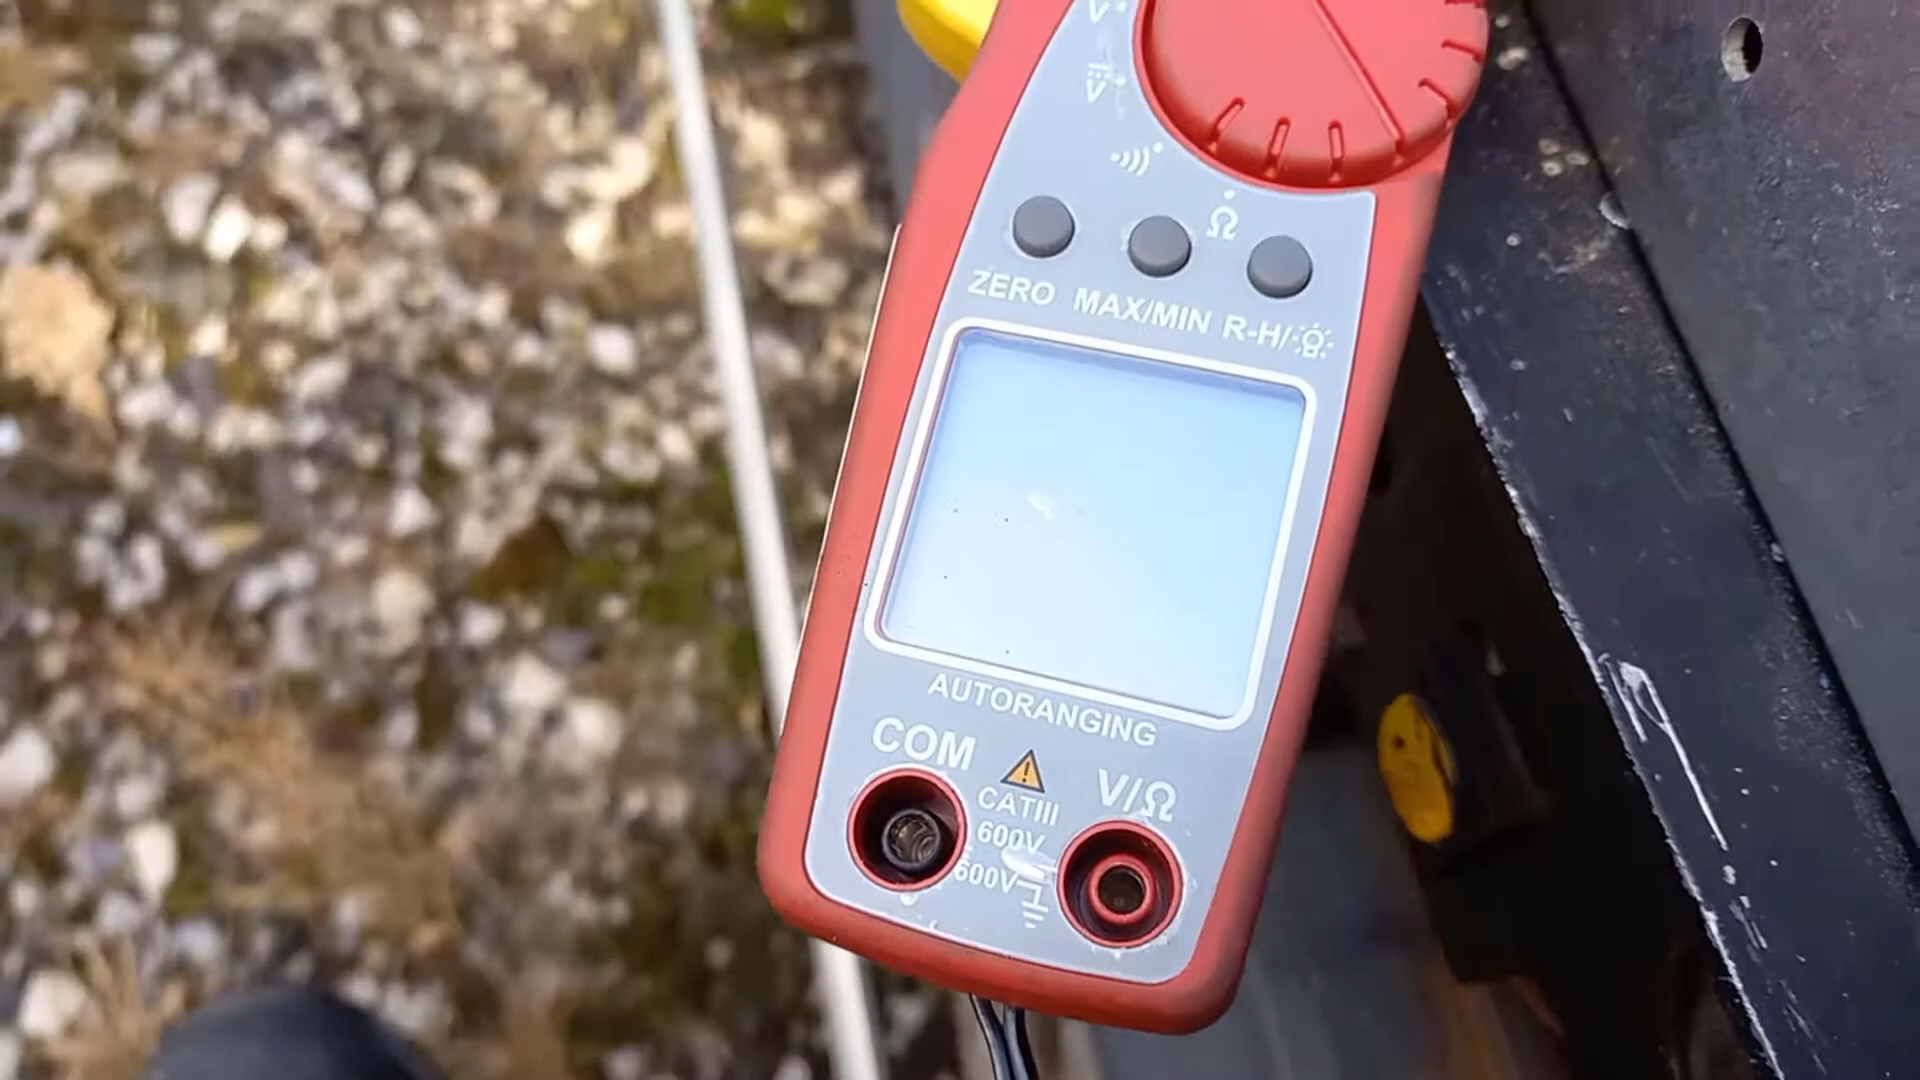 V
V
Ω
ZERO MAX/MIN R-H/
AUTORANGING
COM
V/Ω
CATIII
600V
600V